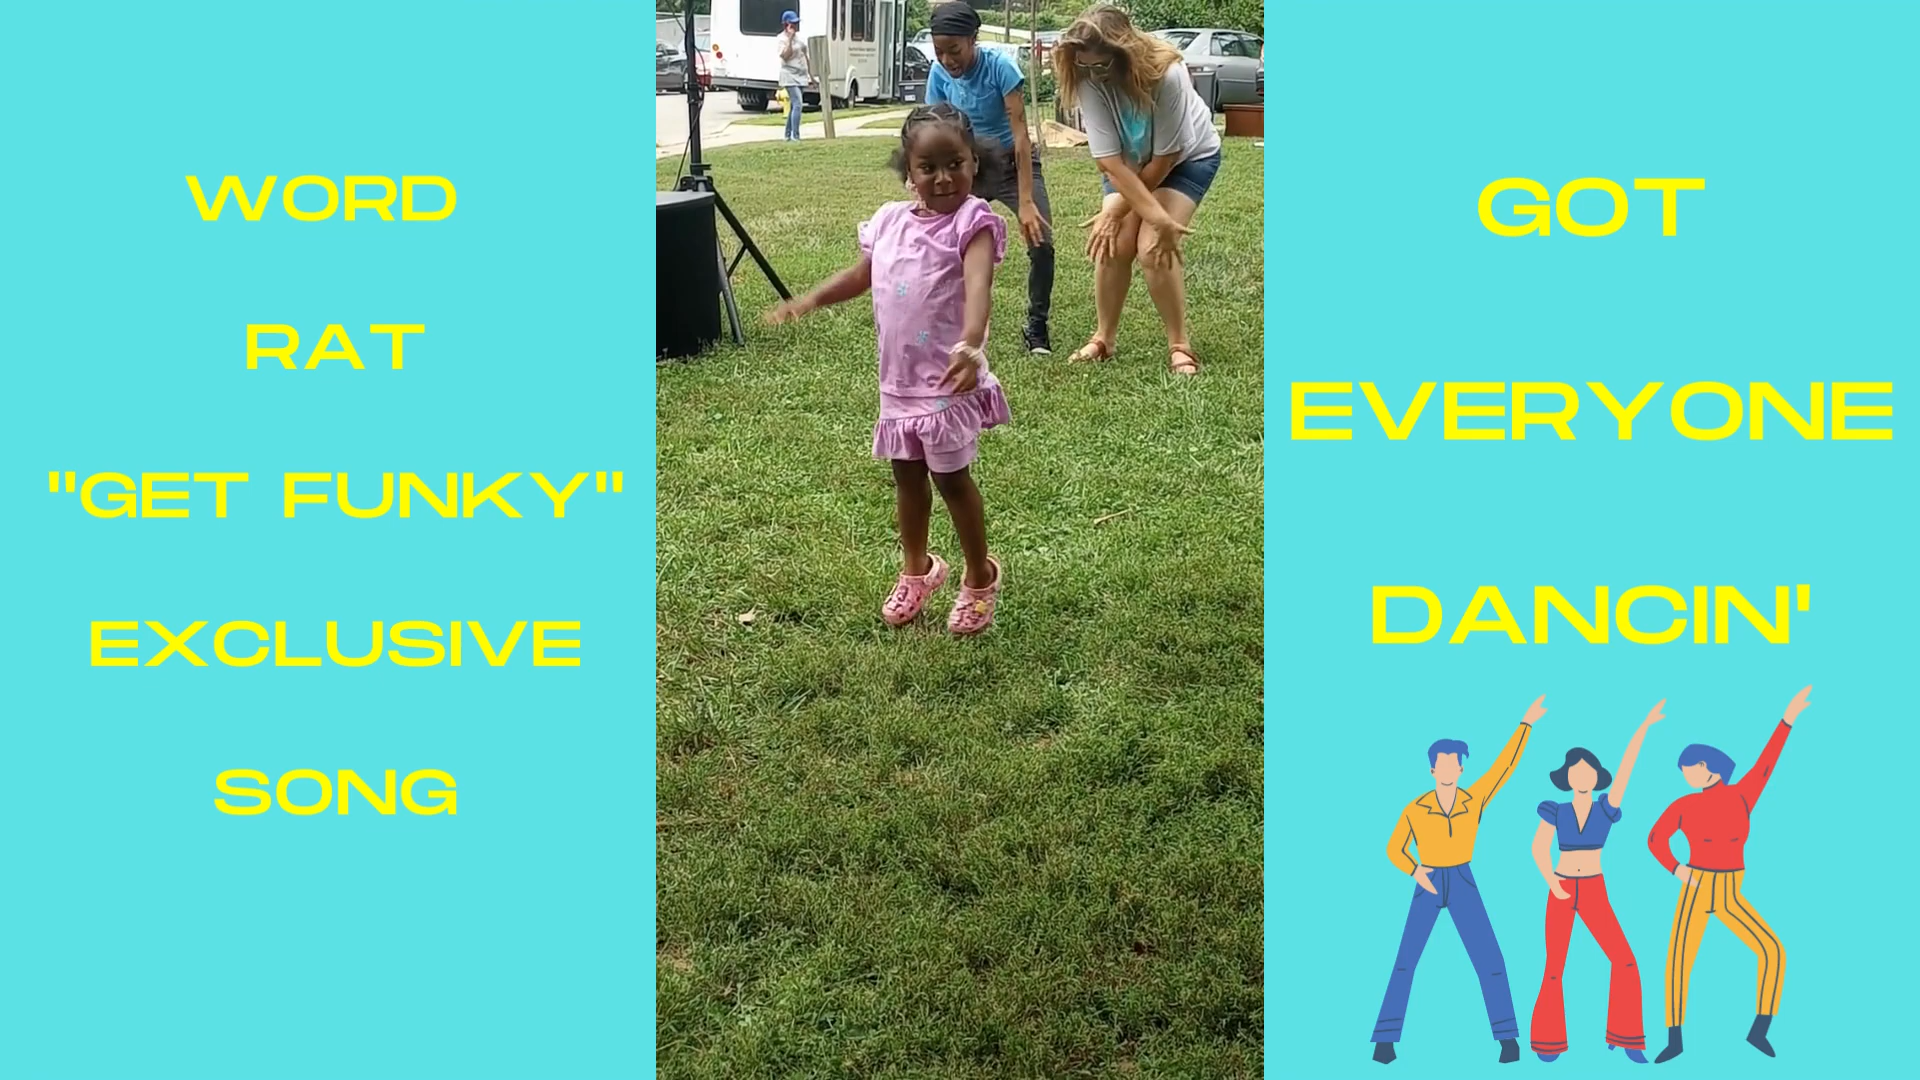 WORD
RAT
"GET FUNKY"
EXCLUSIVE
SONG
GOT
EVERYONE
DANCIN'